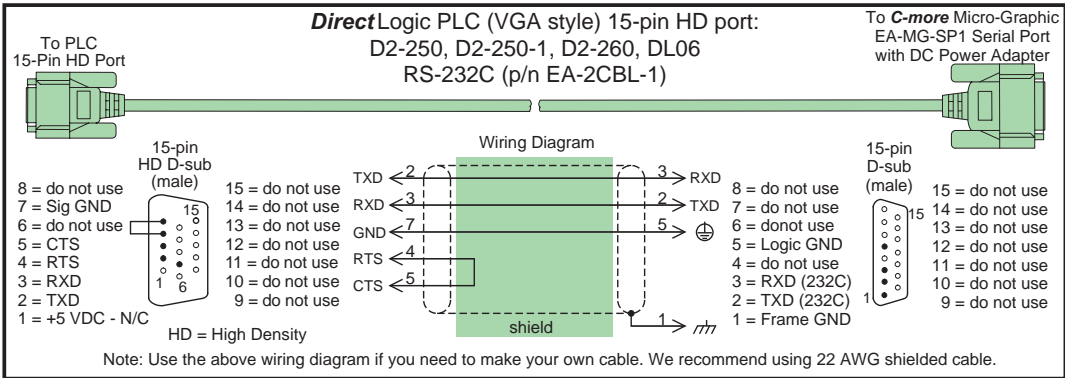 DirectLogic PLC (VGA style) 15-pin HD port:
D2-250, D2-250-1, D2-260, DL06
RS-232C (p/n EA-2CBL-1)
To PLC
15-Pin HD Port
To C-more Micro-Graphic
EA-MG-SP1 Serial Port
with DC Power Adapter
15-pin
HD D-sub
(male)
8 = do not use
7 = Sig GND
6 = do not use
5 = CTS
4 = RTS
3 = RXD
2 = TXD
1 = +5 VDC - N/C
15
1
6
15 = do not use
14 = do not use
13 = do not use
12 = do not use
11 = do not use
10 = do not use
9 = do not use
HD = High Density
Wiring Diagram
TXD 2 3 RXD
RXD 3 2 TXD
GND 7 5
RTS 4
CTS 5
1
shield
8 = do not use
7 = do not use
6 = donot use
5 = Logic GND
4 = do not use
3 = RXD (232C)
2 = TXD (232C)
1 = Frame GND
15-pin
D-sub
(male)
15
1
15 = do not use
14 = do not use
13 = do not use
12 = do not use
11 = do not use
10 = do not use
9 = do not use
Note: Use the above wiring diagram if you need to make your own cable. We recommend using 22 AWG shielded cable.